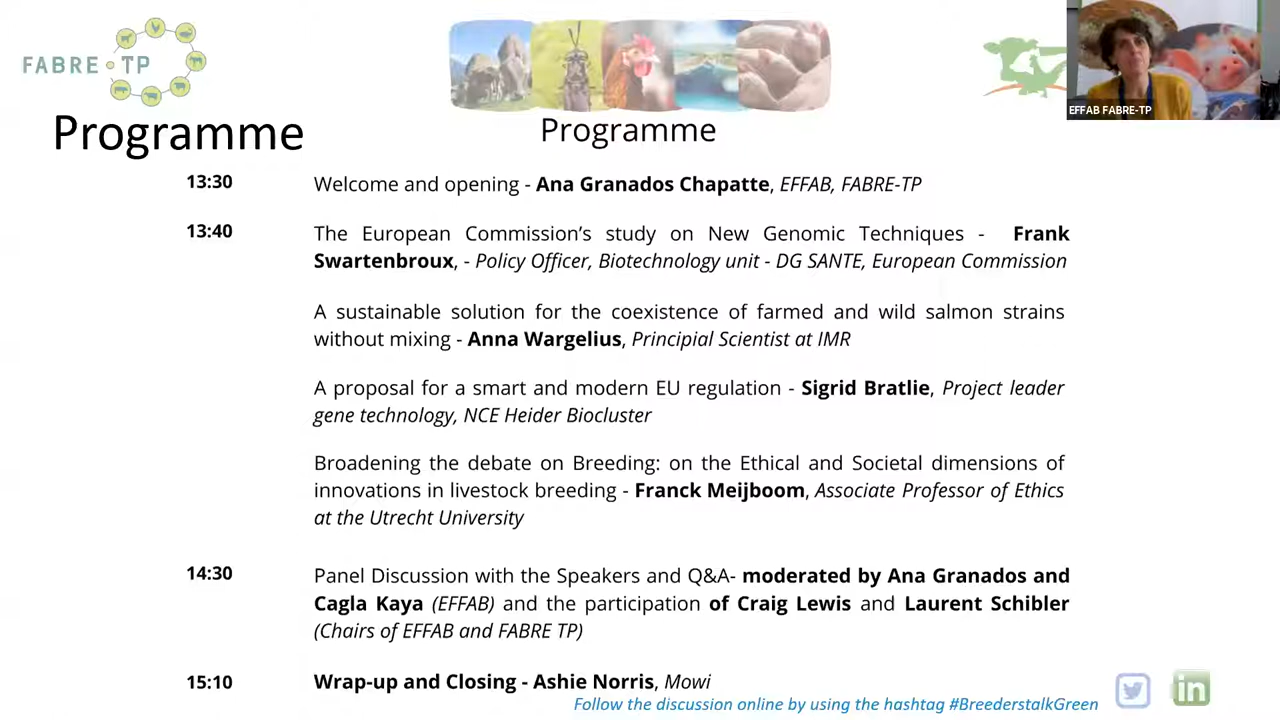 FABRE TP
EFFAB FABRE-TP
Programme
Programme
13:30
Welcome and opening - Ana Granados Chapatte, EFFAB, FABRE-TP
13:40
The European Commission’s study on New Genomic Techniques - Frank
Swartenbroux, - Policy Officer, Biotechnology unit - DG SANTE, European Commission
A sustainable solution for the coexistence of farmed and wild salmon strains
without mixing - Anna Wargelius, Principial Scientist at IMR
A proposal for a smart and modern EU regulation - Sigrid Bratlie, Project leader
gene technology, NCE Heider Biocluster
Broadening the debate on Breeding: on the Ethical and Societal dimensions of
innovations in livestock breeding - Franck Meijboom, Associate Professor of Ethics
at the Utrecht University
14:30
Panel Discussion with the Speakers and Q&A- moderated by Ana Granados and
Cagla Kaya (EFFAB) and the participation of Craig Lewis and Laurent Schibler
(Chairs of EFFAB and FABRE TP)
15:10
Wrap-up and Closing - Ashie Norris, Mowi
Follow the discussion online by using the hashtag #BreederstalkGreen
in